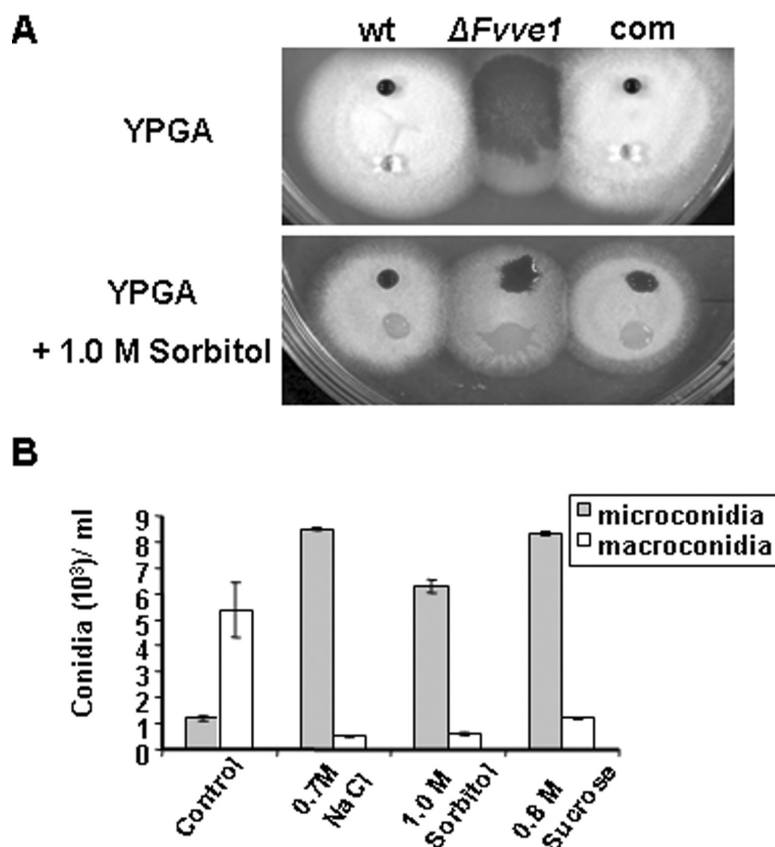 A
wt ΔFvve1 com
YPGA
YPGA
+ 1.0 M Sorbitol
B
microconidia
macroconidia
Conidia (10³)/ ml
9
8
7
6
5
4
3
2
1
0
Control
0.7M
NaCl
1.0 M
Sorbitol
0.8 M
Sucrose